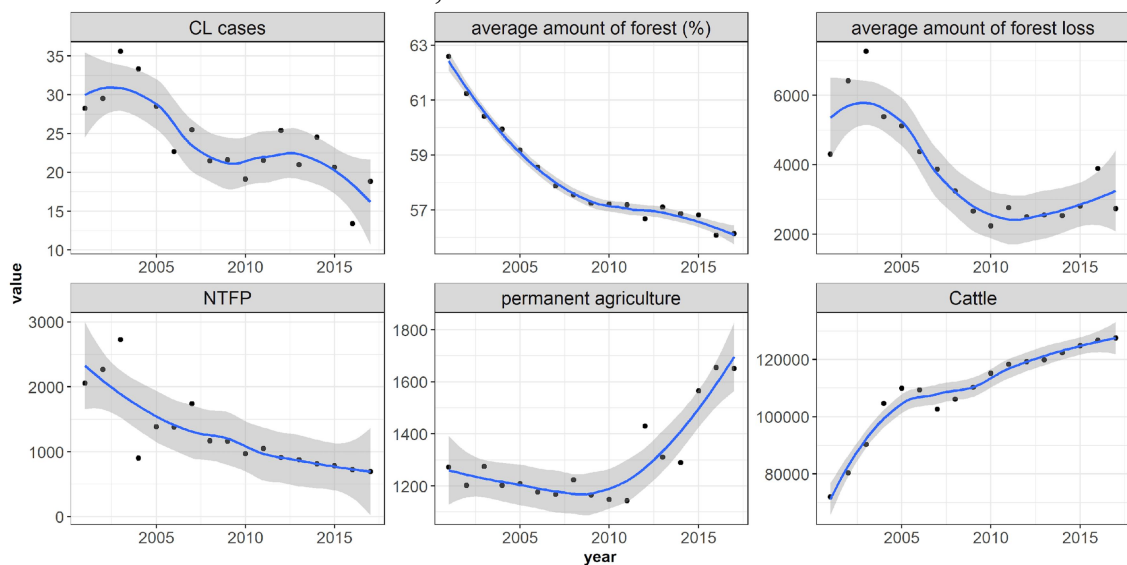 CL cases
average amount of forest (%)
average amount of forest loss
35
30
25
20
15
10
63
61
59
57
6000
4000
2000
2005 2010 2015
2005 2010 2015
2005 2010 2015
value
NTFP
permanent agriculture
Cattle
3000
2000
1000
0
1800
1600
1400
1200
120000
100000
80000
2005 2010 2015
2005 2010 2015
2005 2010 2015
year